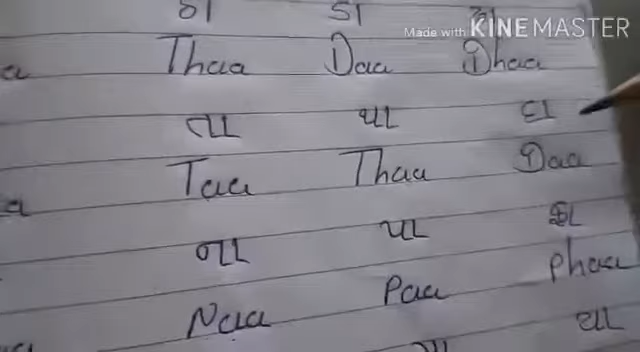 Made with KINEMASTER
ઠા ડા ઢા
Thaa Daa Dhaa
તા થા દા
Taa Thaa Daa
ના પા ફા
Naa Paa Phaa